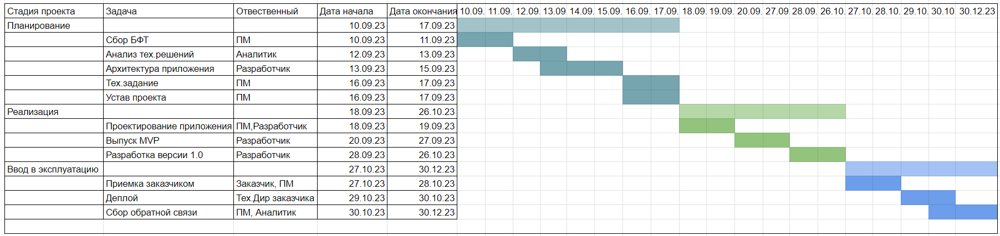 Стадия проекта Задача Отвественный Дата начала Дата окончания 10.09. 11.09. 12.09. 13.09. 14.09. 15.09. 16.09. 17.09. 18.09. 19.09. 20.09. 27.09. 28.09. 26.10. 27.10. 28.10. 29.10. 30.10. 30.12.23
Планирование 10.09.23 17.09.23
Сбор БФТ ПМ 10.09.23 11.09.23
Анализ тех.решений Аналитик 12.09.23 13.09.23
Архитектура приложения Разработчик 13.09.23 15.09.23
Тех.задание ПМ 16.09.23 17.09.23
Устав проекта ПМ 16.09.23 17.09.23
Реализация 18.09.23 26.10.23
Проектирование приложения ПМ,Разработчик 18.09.23 19.09.23
Выпуск MVP Разработчик 20.09.23 27.09.23
Разработка версии 1.0 Разработчик 28.09.23 26.10.23
Ввод в эксплуатацию 27.10.23 30.12.23
Приемка заказчиком Заказчик, ПМ 27.10.23 28.10.23
Деплой Тех.Дир заказчика 29.10.23 30.10.23
Сбор обратной связи ПМ, Аналитик 30.10.23 30.12.23